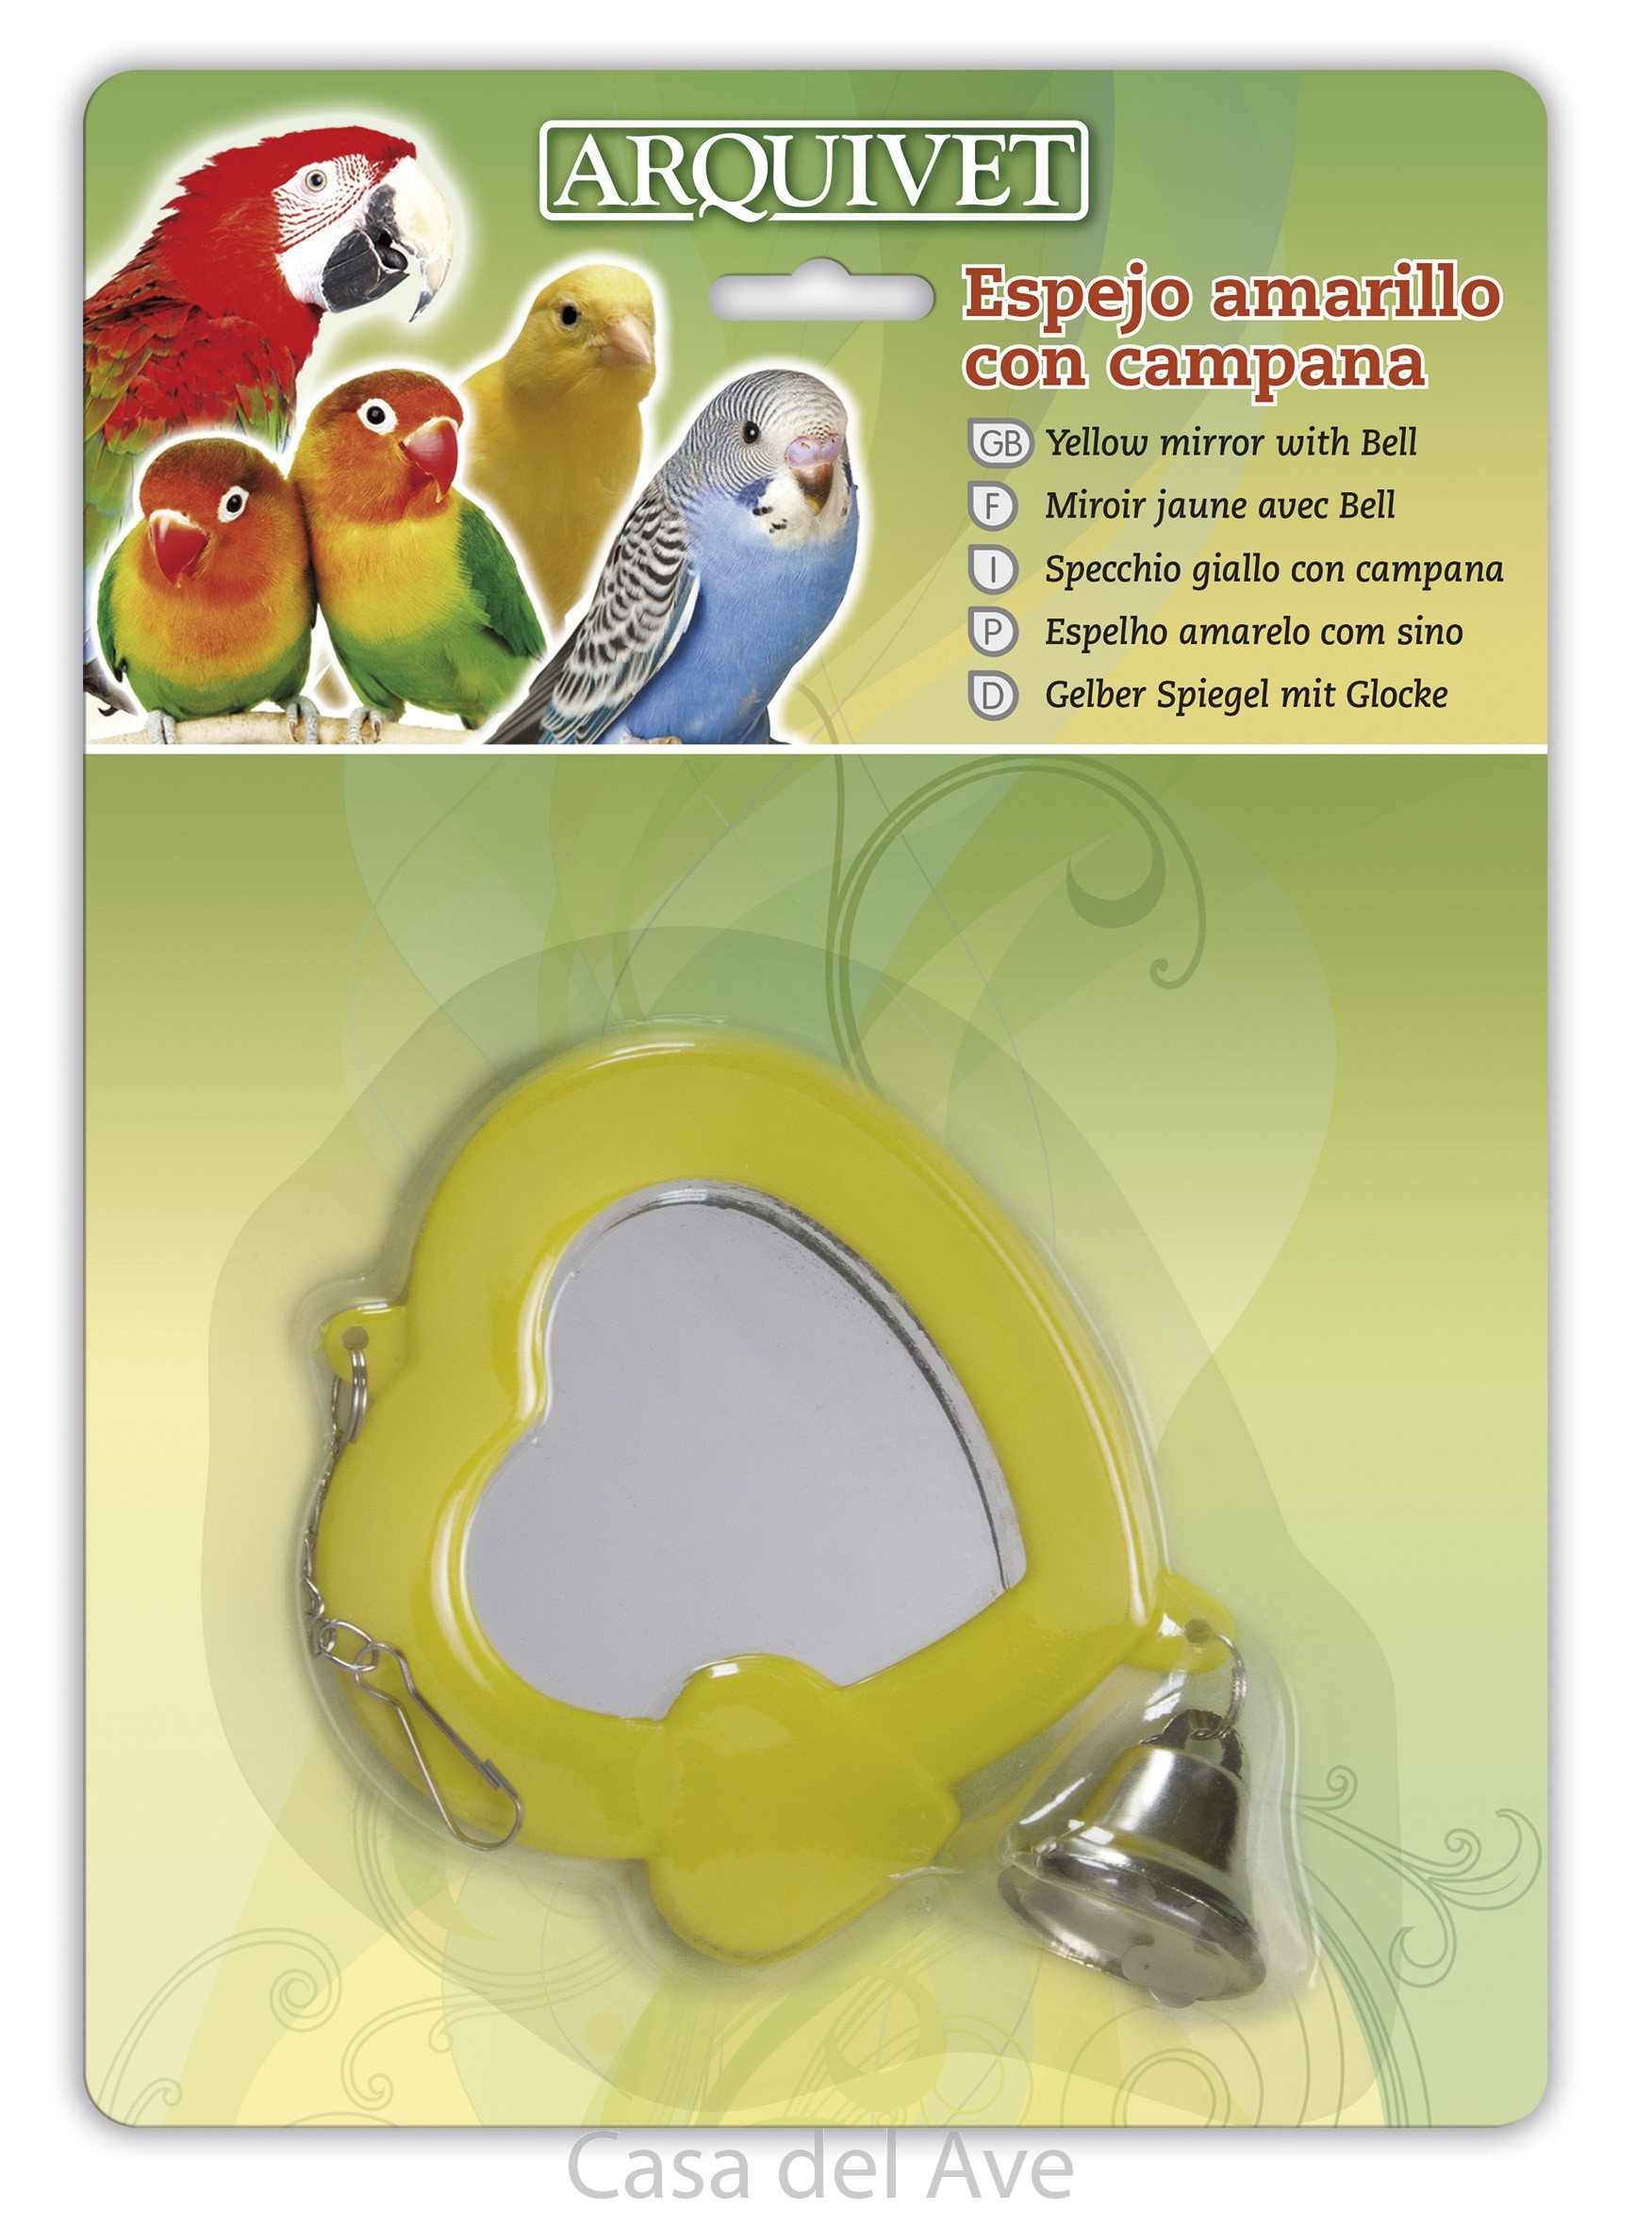 ARQUIVET
Espejo amarillo
con campana
GB Yellow mirror with Bell
F Miroir jaune avec Bell
I Specchio giallo con campana
P Espelho amarelo com sino
D Gelber Spiegel mit Glocke
Casa del Ave